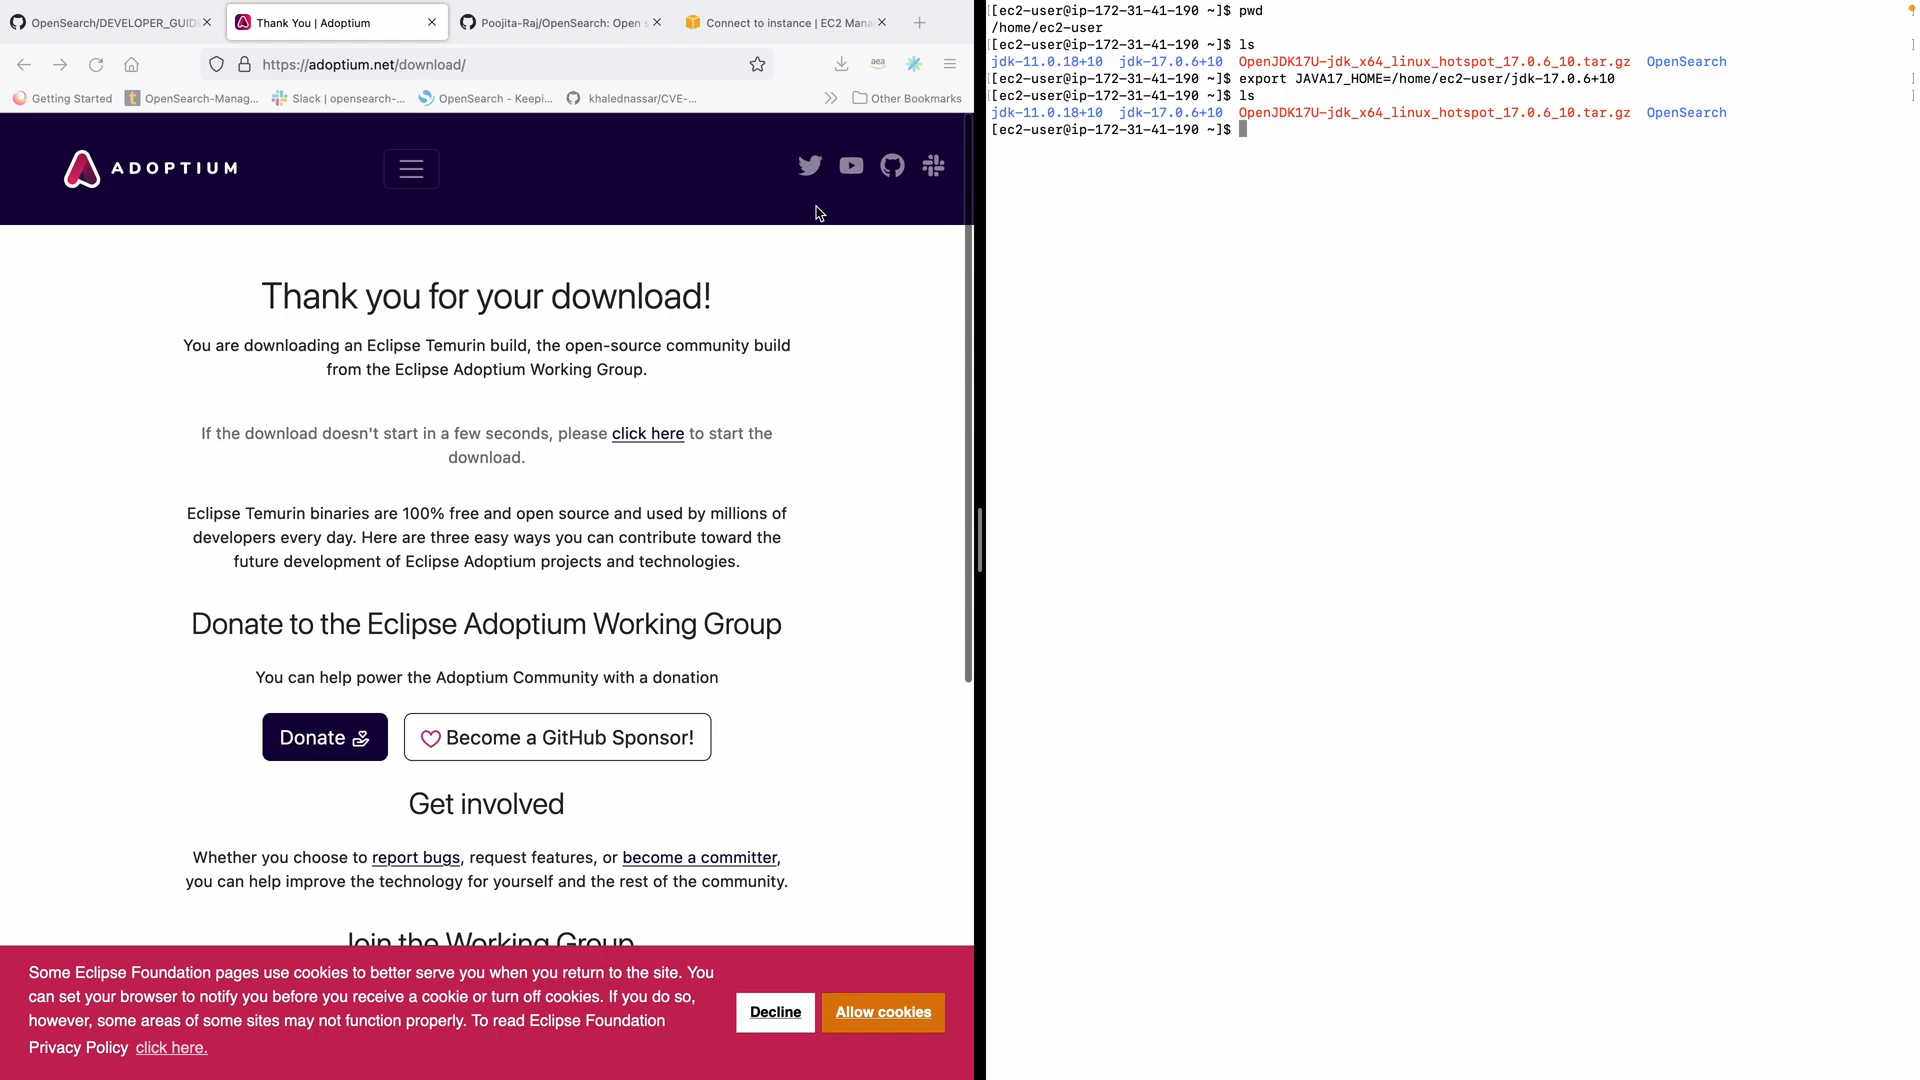 OpenSearch/DEVELOPER_GUID
Thank You | Adoptium
Poojita-Raj/OpenSearch: Open s
Connect to instance | EC2 Mana
https://adoptium.net/download/
aea
Getting Started
OpenSearch-Manag...
Slack | opensearch-...
OpenSearch - Keepi...
khalednassar/CVE-...
Other Bookmarks
ADOPTIUM
Thank you for your download!
You are downloading an Eclipse Temurin build, the open-source community build
from the Eclipse Adoptium Working Group.
If the download doesn't start in a few seconds, please click here to start the
download.
Eclipse Temurin binaries are 100% free and open source and used by millions of
developers every day. Here are three easy ways you can contribute toward the
future development of Eclipse Adoptium projects and technologies.
Donate to the Eclipse Adoptium Working Group
You can help power the Adoptium Community with a donation
Donate
Become a GitHub Sponsor!
Get involved
Whether you choose to report bugs, request features, or become a committer,
you can help improve the technology for yourself and the rest of the community.
Join the Working Group
Some Eclipse Foundation pages use cookies to better serve you when you return to the site. You
can set your browser to notify you before you receive a cookie or turn off cookies. If you do so,
however, some areas of some sites may not function properly. To read Eclipse Foundation
Privacy Policy click here.
Decline
Allow cookies
[[ec2-user@ip-172-31-41-190 ~]$ pwd ]
/home/ec2-user
[[ec2-user@ip-172-31-41-190 ~]$ ls ]
jdk-11.0.18+10 jdk-17.0.6+10 OpenJDK17U-jdk_x64_linux_hotspot_17.0.6_10.tar.gz OpenSearch
[[ec2-user@ip-172-31-41-190 ~]$ export JAVA17_HOME=/home/ec2-user/jdk-17.0.6+10 ]
[[ec2-user@ip-172-31-41-190 ~]$ ls ]
jdk-11.0.18+10 jdk-17.0.6+10 OpenJDK17U-jdk_x64_linux_hotspot_17.0.6_10.tar.gz OpenSearch
[ec2-user@ip-172-31-41-190 ~]$